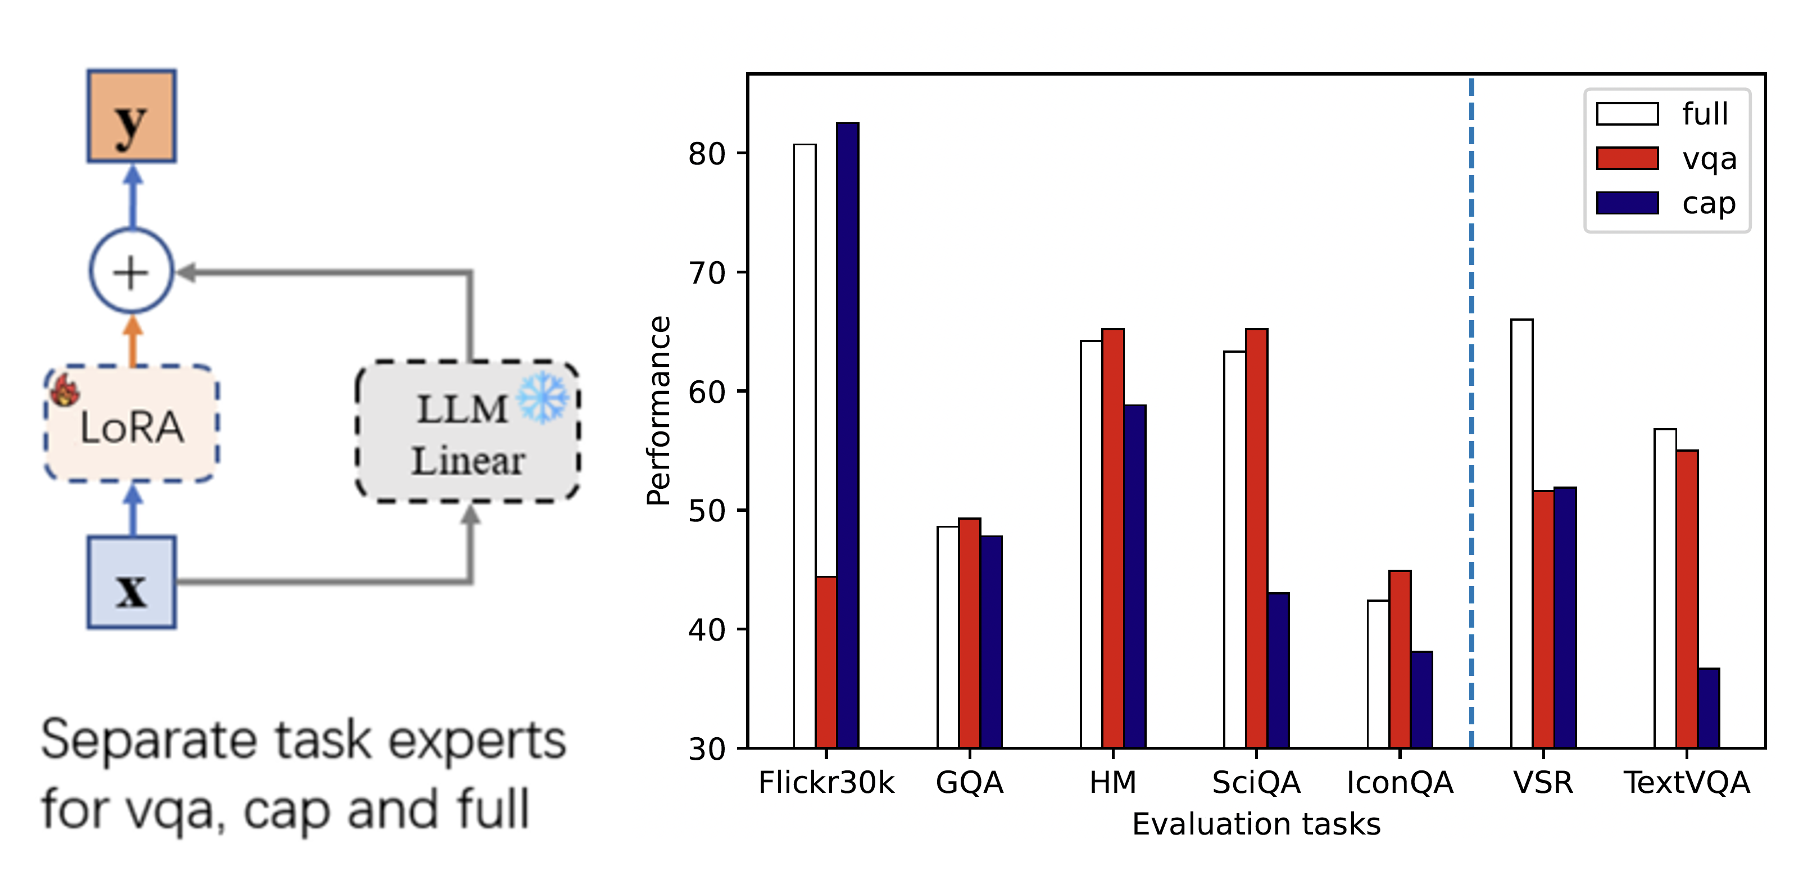 y
+
LoRA
LLM
Linear
x
Separate task experts
for vqa, cap and full
Performance
80
70
60
50
40
30
full
vqa
cap
Flickr30k GQA HM SciQA IconQA VSR TextVQA
Evaluation tasks